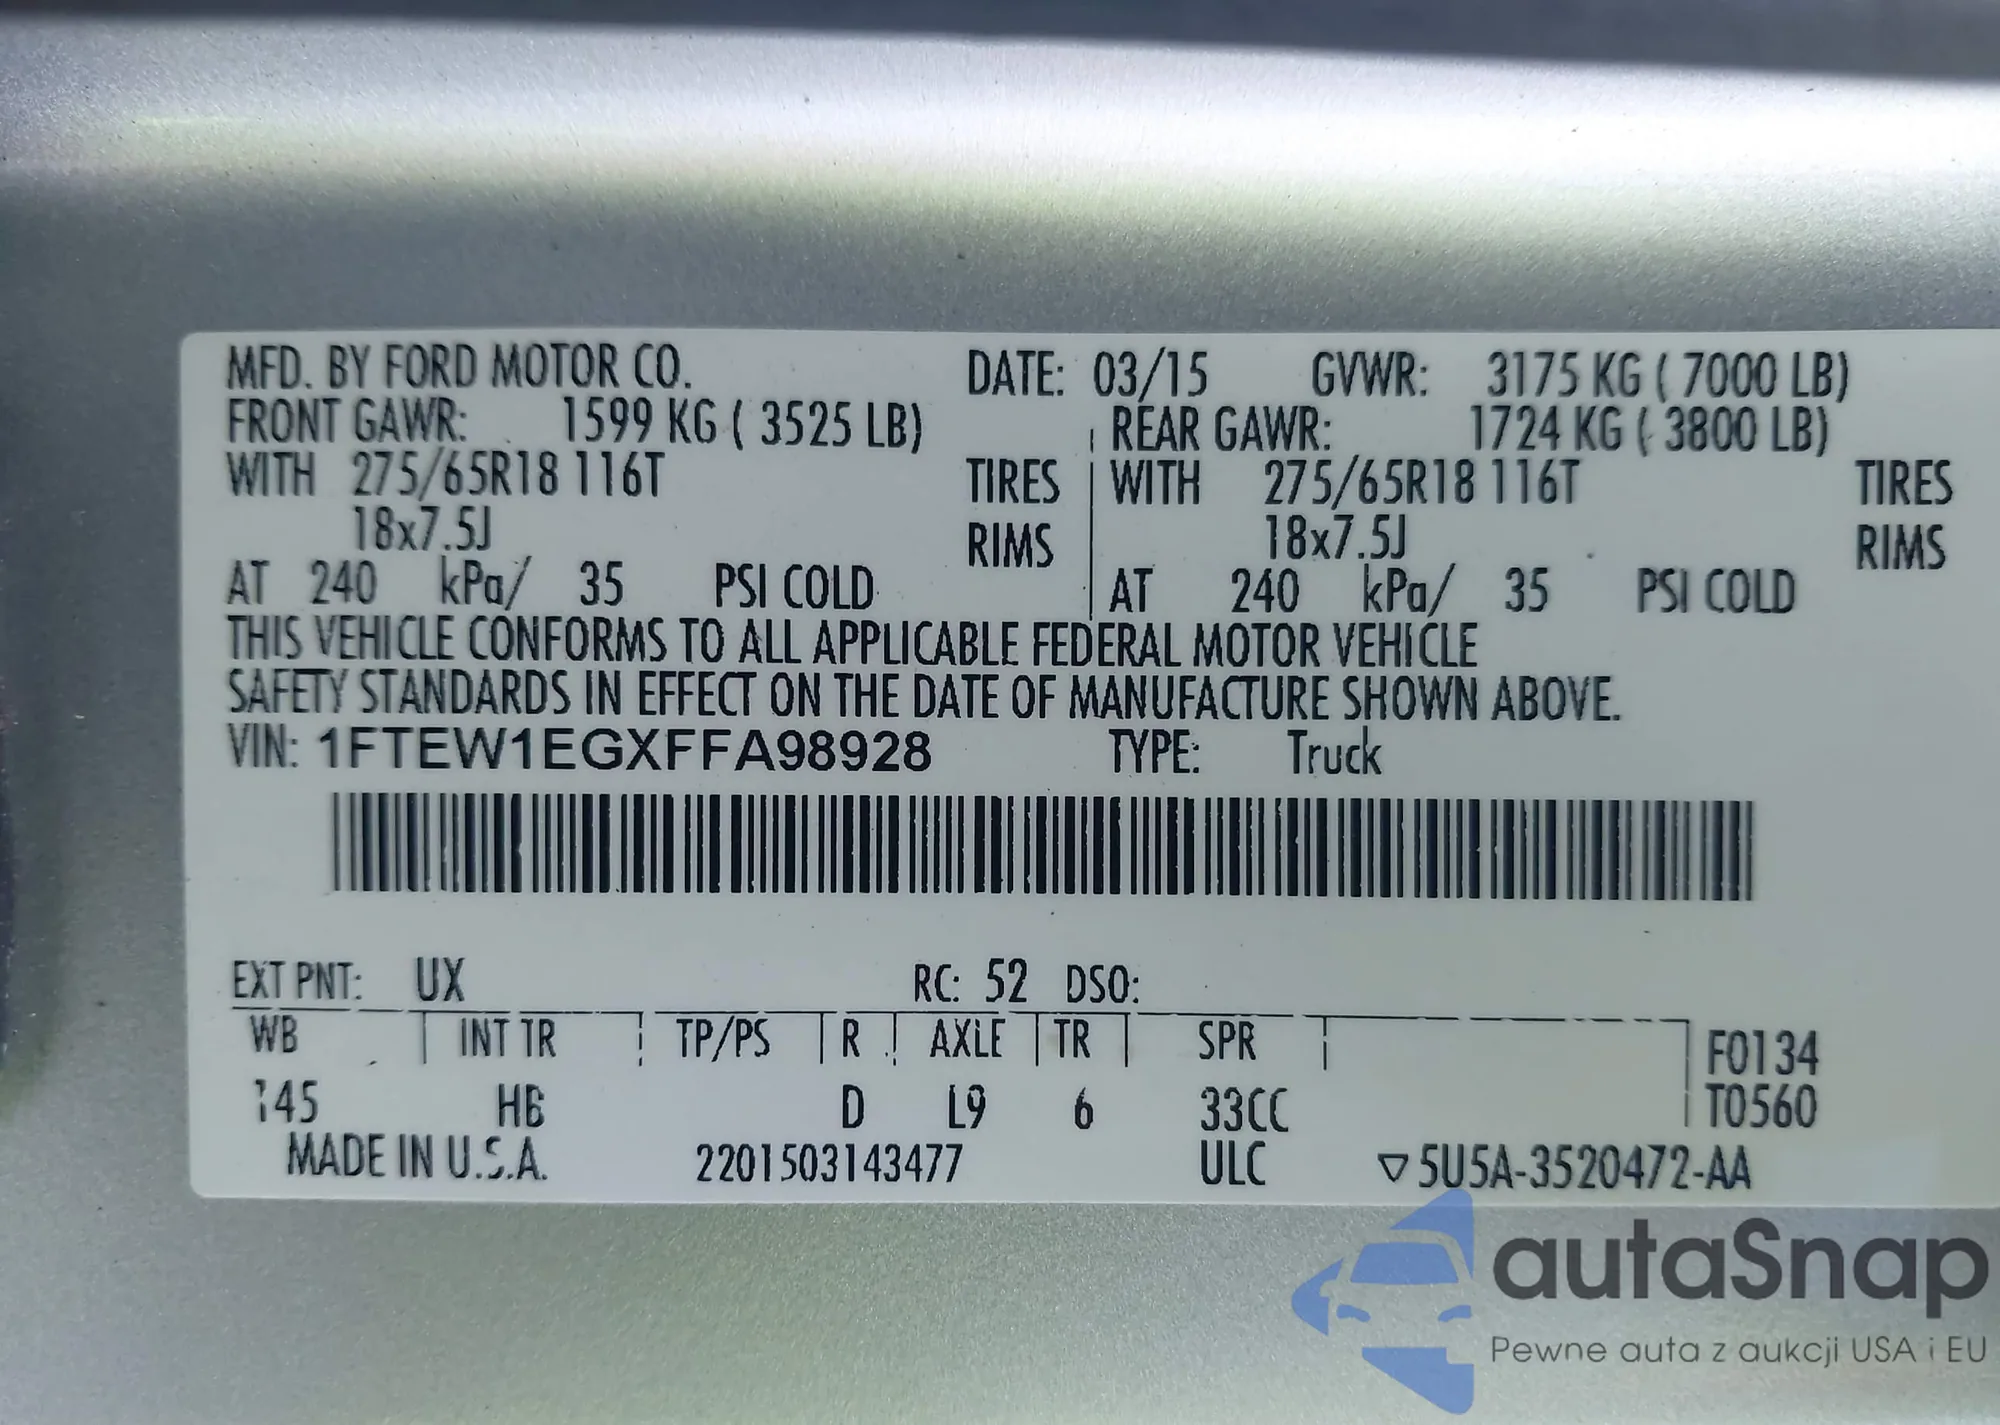 MFD. BY FORD MOTOR CO. DATE: 03/15 GVWR: 3175 KG ( 7000 LB)
FRONT GAWR: 1599 KG ( 3525 LB) REAR GAWR: 1724 KG ( 3800 LB)
WITH 275/65R18 116T TIRES WITH 275/65R18 116T TIRES
18x7.5J RIMS 18x7.5J RIMS
AT 240 kPa/ 35 PSI COLD AT 240 kPa/ 35 PSI COLD
THIS VEHICLE CONFORMS TO ALL APPLICABLE FEDERAL MOTOR VEHICLE
SAFETY STANDARDS IN EFFECT ON THE DATE OF MANUFACTURE SHOWN ABOVE.
VIN: 1FTEW1EGXFFA98928 TYPE: Truck
EXT PNT: UX RC: 52 DSO:
WB INT TR TP/PS R AXLE TR SPR F0134
145 HB D L9 6 33CC T0560
MADE IN U.S.A. 2201503143477 ULC ▽5U5A-3520472-AA
autaSnap
Pewne auta z aukcji USA i EU